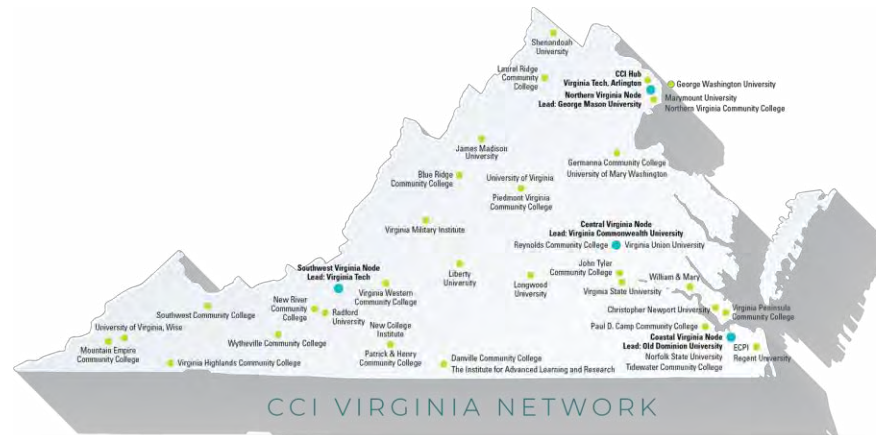 Shenandoah
University
Laurel Ridge
Community
College
CCI Hub
Virginia Tech, Arlington
Northern Virginia Node
Lead: George Mason University
George Washington University
Marymount University
Northern Virginia Community College
James Madison
University
Germanna Community College
University of Mary Washington
Blue Ridge
Community College
University of Virginia
Piedmont Virginia
Community College
Virginia Military Institute
Central Virginia Node
Lead: Virginia Commonwealth University
Reynolds Community College
Virginia Union University
Southwest Virginia Node
Lead: Virginia Tech
Liberty
University
Longwood
University
John Tyler
Community College
Virginia State University
William & Mary
Virginia Western
Community College
New River
Community
College
Radford
University
Southwest Community College
Christopher Newport University
Virginia Peninsula
Community College
Paul D. Camp Community College
University of Virginia, Wise
Mountain Empire
Community College
Wytheville Community College
Virginia Highlands Community College
New College
Institute
Patrick & Henry
Community College
Danville Community College
The Institute for Advanced Learning and Research
Coastal Virginia Node
Lead: Old Dominion University
Norfolk State University
Tidewater Community College
ECPI
Regent University
CCI VIRGINIA NETWORK